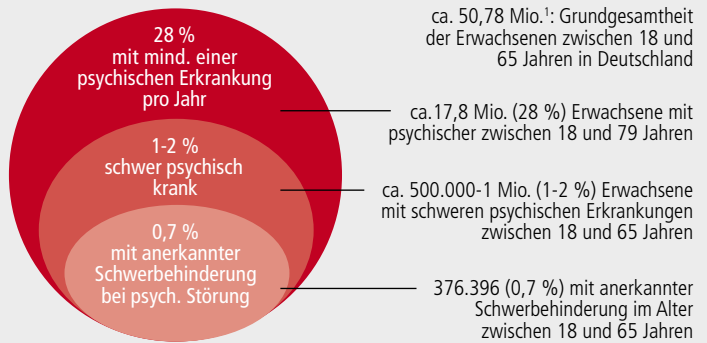 28 %
mit mind. einer
psychischen Erkrankung
pro Jahr
1-2 %
schwer psychisch
krank
0,7 %
mit anerkannter
Schwerbehinderung
bei psych. Störung
ca. 50,78 Mio.¹: Grundgesamtheit
der Erwachsenen zwischen 18 und
65 Jahren in Deutschland
ca.17,8 Mio. (28 %) Erwachsene mit
psychischer zwischen 18 und 79 Jahren
ca. 500.000-1 Mio. (1-2 %) Erwachsene
mit schweren psychischen Erkrankungen
zwischen 18 und 65 Jahren
376.396 (0,7 %) mit anerkannter
Schwerbehinderung im Alter
zwischen 18 und 65 Jahren